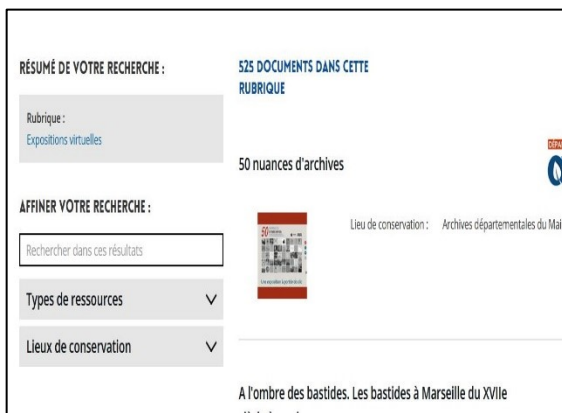 RÉSUMÉ DE VOTRE RECHERCHE :
Rubrique :
Expositions virtuelles
AFFINER VOTRE RECHERCHE :
Rechercher dans ces résultats
Types de ressources
Lieux de conservation
525 DOCUMENTS DANS CETTE
RUBRIQUE
50 nuances d'archives
Lieu de conservation : Archives départementales du Mai
50
A l'ombre des bastides. Les bastides à Marseille du XVIIe